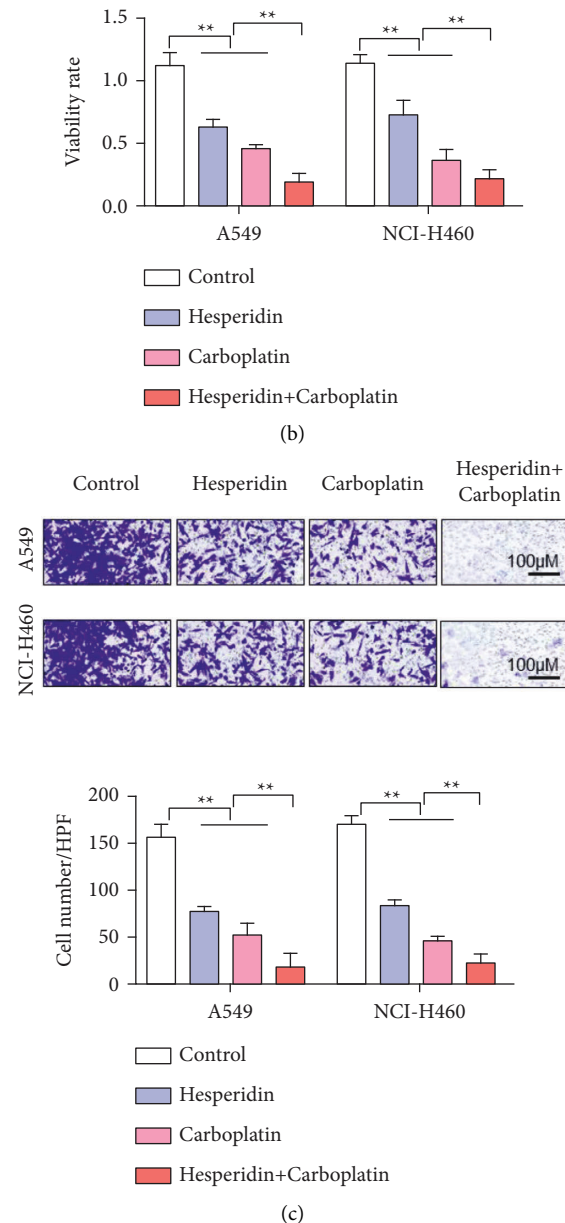 ** ** ** **
1.5
1.0
0.5
0.0
Viability rate
A549 NCI-H460
Control
Hesperidin
Carboplatin
Hesperidin+Carboplatin
(b)
Control Hesperidin Carboplatin Hesperidin+
Carboplatin
A549
100μM
NCI-H460
100μM
** ** ** **
200
150
100
50
0
Cell number/HPF
A549 NCI-H460
Control
Hesperidin
Carboplatin
Hesperidin+Carboplatin
(c)